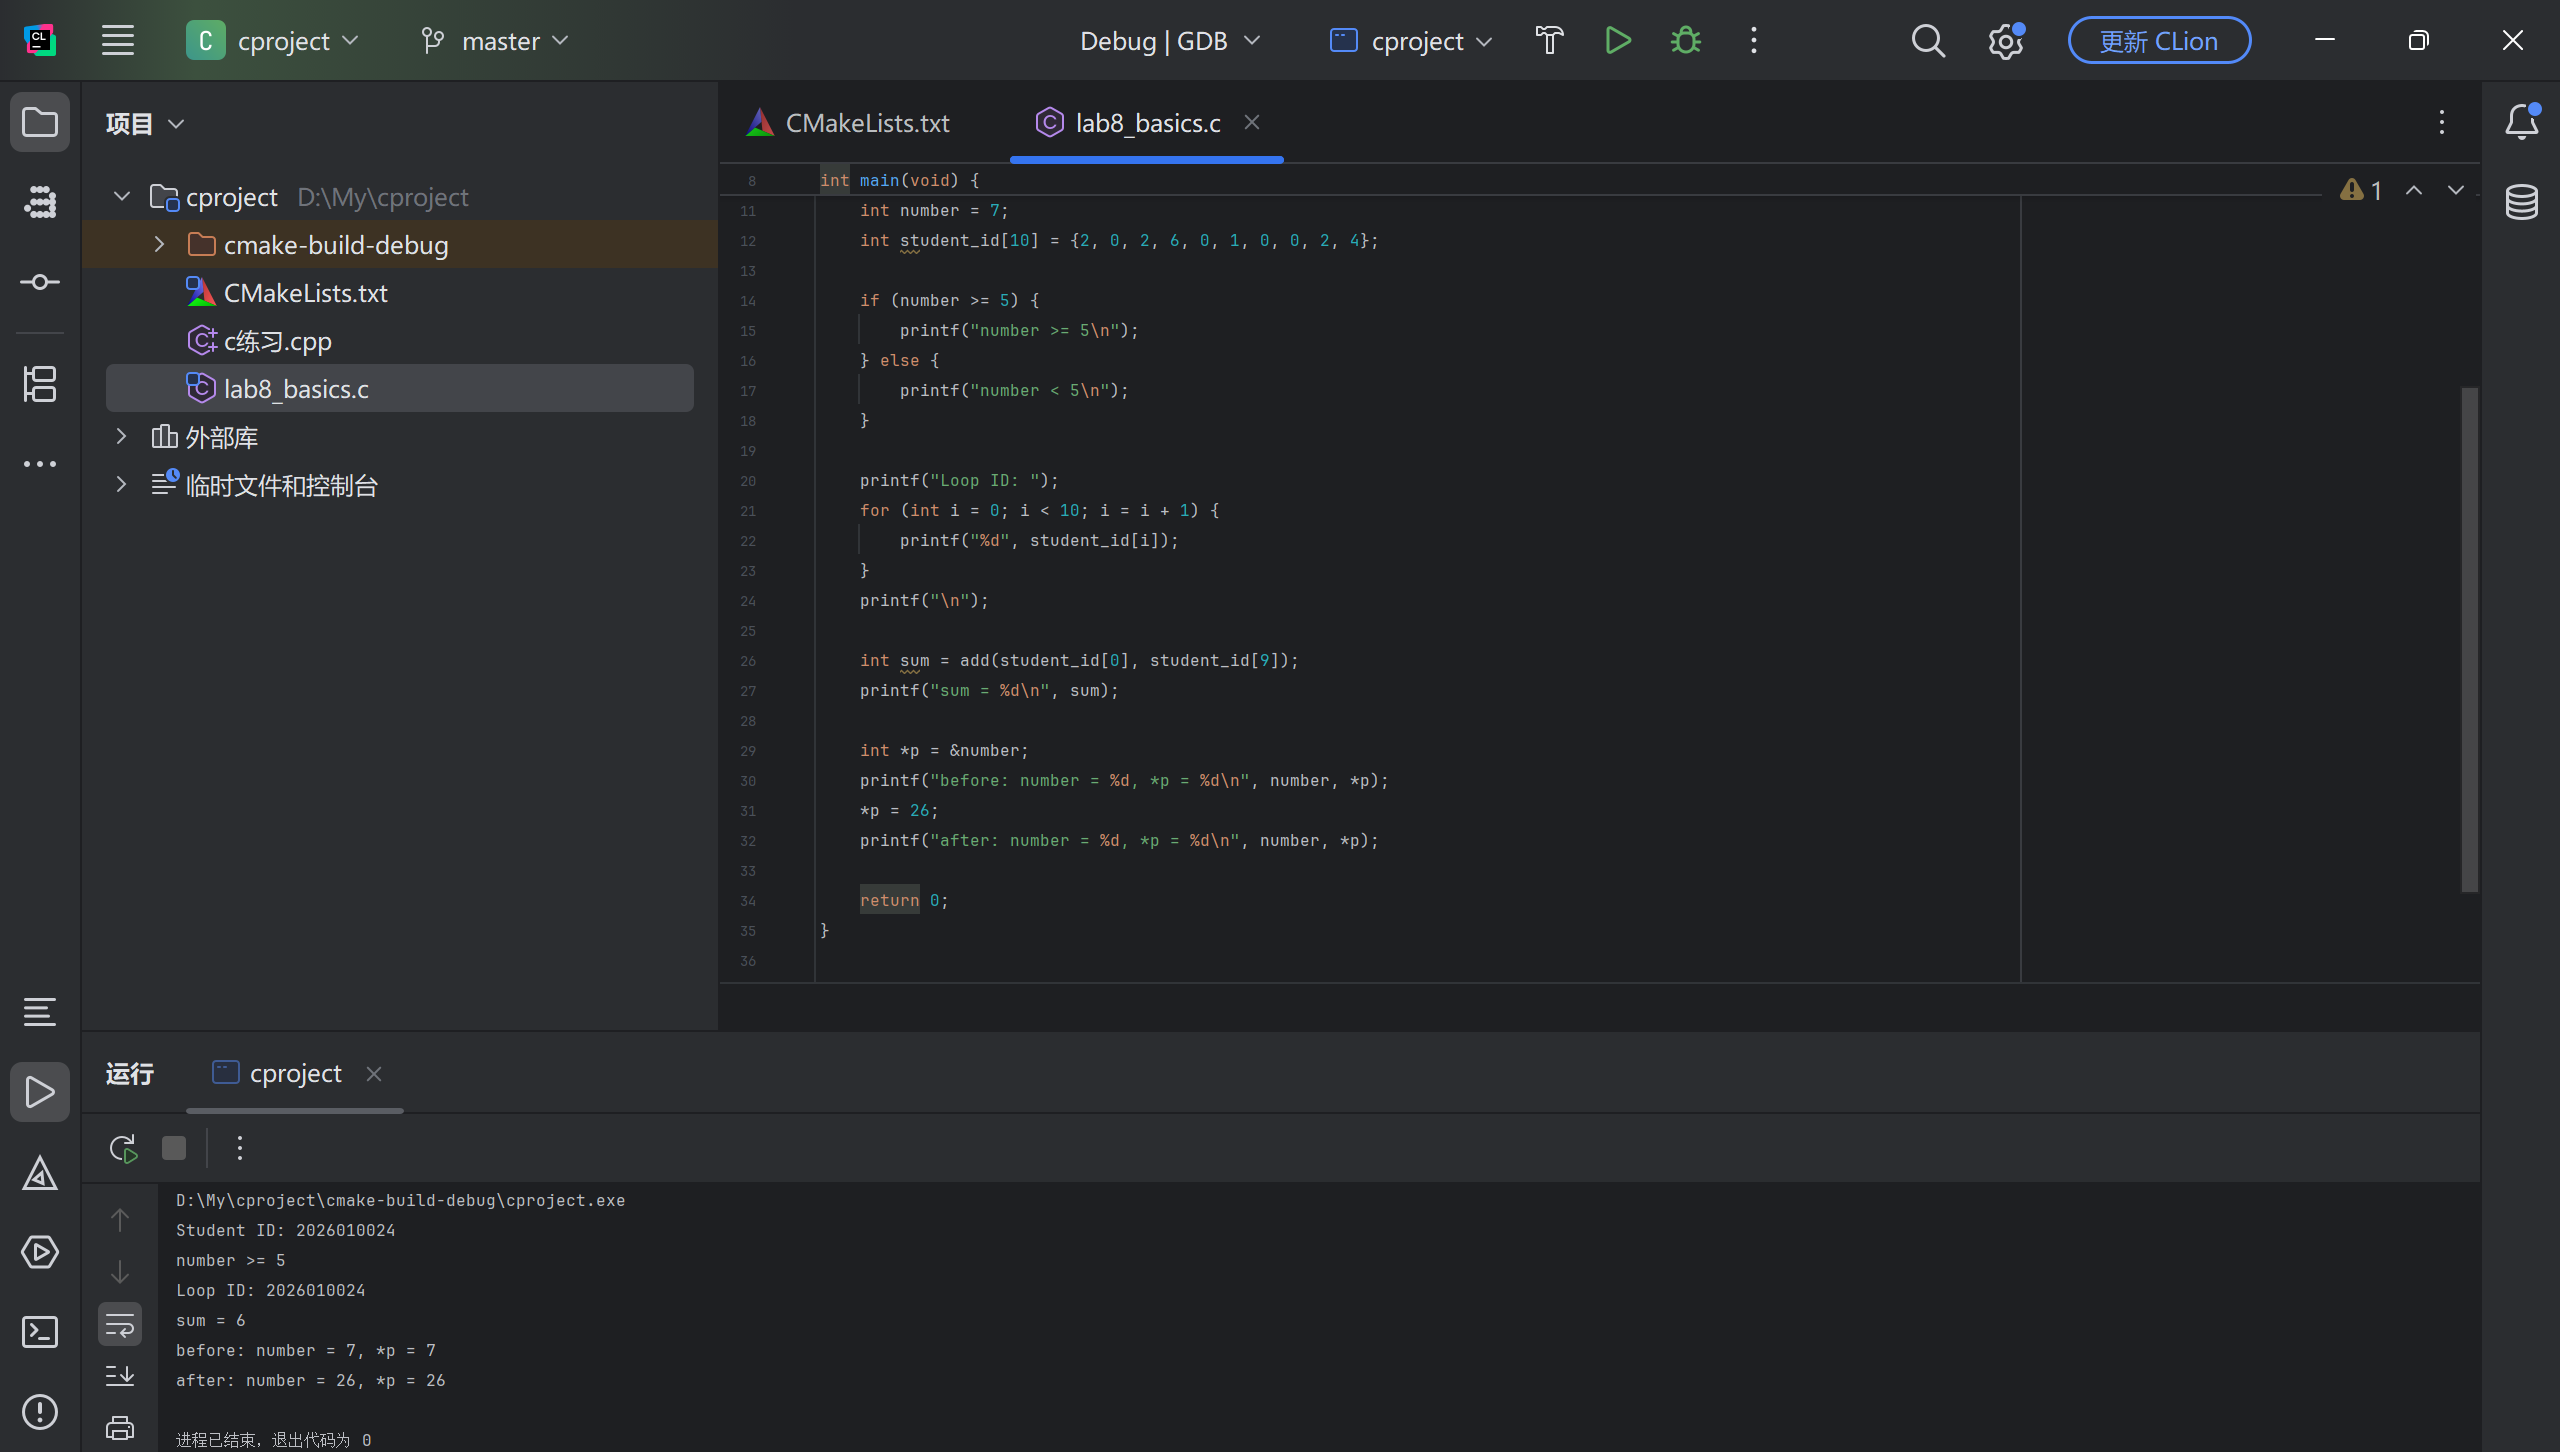 CL
C cproject master Debug | GDB cproject 更新 CLion
项目
cproject D:\My\cproject
cmake-build-debug
CMakeLists.txt
c练习.cpp
lab8_basics.c
外部库
临时文件和控制台
CMakeLists.txt lab8_basics.c
8 int main(void) {
1
11 int number = 7;
12 int student_id[10] = {2, 0, 2, 6, 0, 1, 0, 0, 2, 4};
13
14 if (number >= 5) {
15 printf("number >= 5\n");
16 } else {
17 printf("number < 5\n");
18 }
19
20 printf("Loop ID: ");
21 for (int i = 0; i < 10; i = i + 1) {
22 printf("%d", student_id[i]);
23 }
24 printf("\n");
25
26 int sum = add(student_id[0], student_id[9]);
27 printf("sum = %d\n", sum);
28
29 int *p = &number;
30 printf("before: number = %d, *p = %d\n", number, *p);
31 *p = 26;
32 printf("after: number = %d, *p = %d\n", number, *p);
33
34 return 0;
35 }
36
运行 cproject
D:\My\cproject\cmake-build-debug\cproject.exe
Student ID: 2026010024
number >= 5
Loop ID: 2026010024
sum = 6
before: number = 7, *p = 7
after: number = 26, *p = 26
进程已结束，退出代码为 0